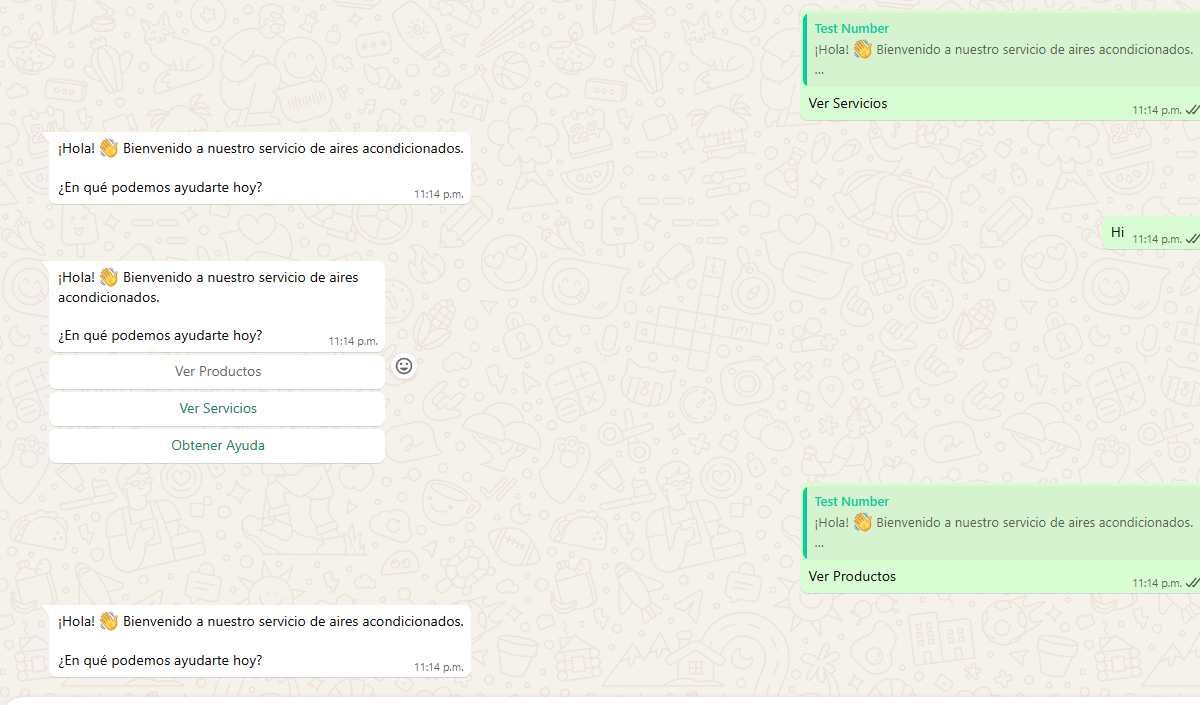 Test Number
¡Hola! 👋 Bienvenido a nuestro servicio de aires acondicionados.
...
Ver Servicios
11:14 p.m.
¡Hola! 👋 Bienvenido a nuestro servicio de aires acondicionados.
¿En qué podemos ayudarte hoy?
11:14 p.m.
Hi
11:14 p.m.
¡Hola! 👋 Bienvenido a nuestro servicio de aires
acondicionados.
¿En qué podemos ayudarte hoy?
11:14 p.m.
Ver Productos
Ver Servicios
Obtener Ayuda
Test Number
¡Hola! 👋 Bienvenido a nuestro servicio de aires acondicionados.
...
Ver Productos
11:14 p.m.
¡Hola! 👋 Bienvenido a nuestro servicio de aires acondicionados.
¿En qué podemos ayudarte hoy?
11:14 p.m.